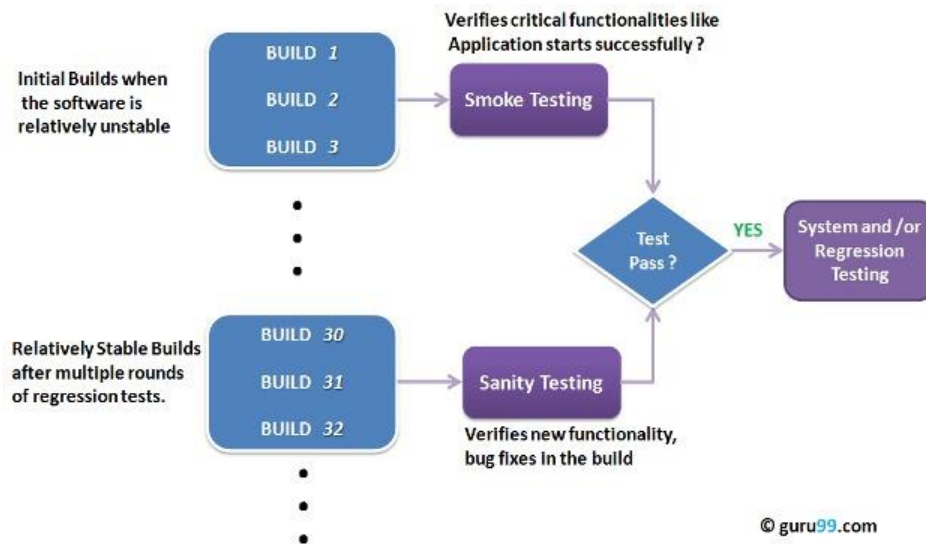 Verifies critical functionalities like
Application starts successfully ?
Initial Builds when
the software is
relatively unstable
BUILD 1
BUILD 2
BUILD 3
Smoke Testing
Test
Pass ?
YES
System and /or
Regression
Testing
Relatively Stable Builds
after multiple rounds
of regression tests.
BUILD 30
BUILD 31
BUILD 32
Sanity Testing
Verifies new functionality,
bug fixes in the build
© guru99.com